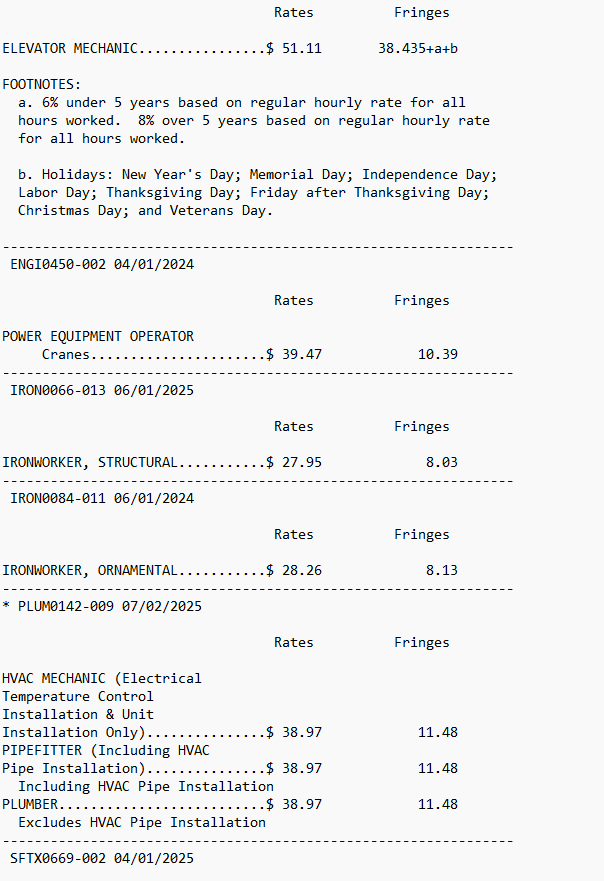 Rates          Fringes

ELEVATOR MECHANIC................$ 51.11       38.435+a+b

FOOTNOTES:
  a. 6% under 5 years based on regular hourly rate for all
  hours worked.  8% over 5 years based on regular hourly rate
  for all hours worked.

  b. Holidays: New Year's Day; Memorial Day; Independence Day;
  Labor Day; Thanksgiving Day; Friday after Thanksgiving Day;
  Christmas Day; and Veterans Day.

----------------------------------------------------------------
 ENGI0450-002 04/01/2024

                                  Rates          Fringes

POWER EQUIPMENT OPERATOR
     Cranes......................$ 39.47            10.39
----------------------------------------------------------------
 IRON0066-013 06/01/2025

                                  Rates          Fringes

IRONWORKER, STRUCTURAL...........$ 27.95             8.03
----------------------------------------------------------------
 IRON0084-011 06/01/2024

                                  Rates          Fringes

IRONWORKER, ORNAMENTAL...........$ 28.26             8.13
----------------------------------------------------------------
* PLUM0142-009 07/02/2025

                                  Rates          Fringes

HVAC MECHANIC (Electrical
Temperature Control
Installation & Unit
Installation Only)...............$ 38.97            11.48
PIPEFITTER (Including HVAC
Pipe Installation)...............$ 38.97            11.48
  Including HVAC Pipe Installation
PLUMBER..........................$ 38.97            11.48
  Excludes HVAC Pipe Installation
----------------------------------------------------------------
 SFTX0669-002 04/01/2025